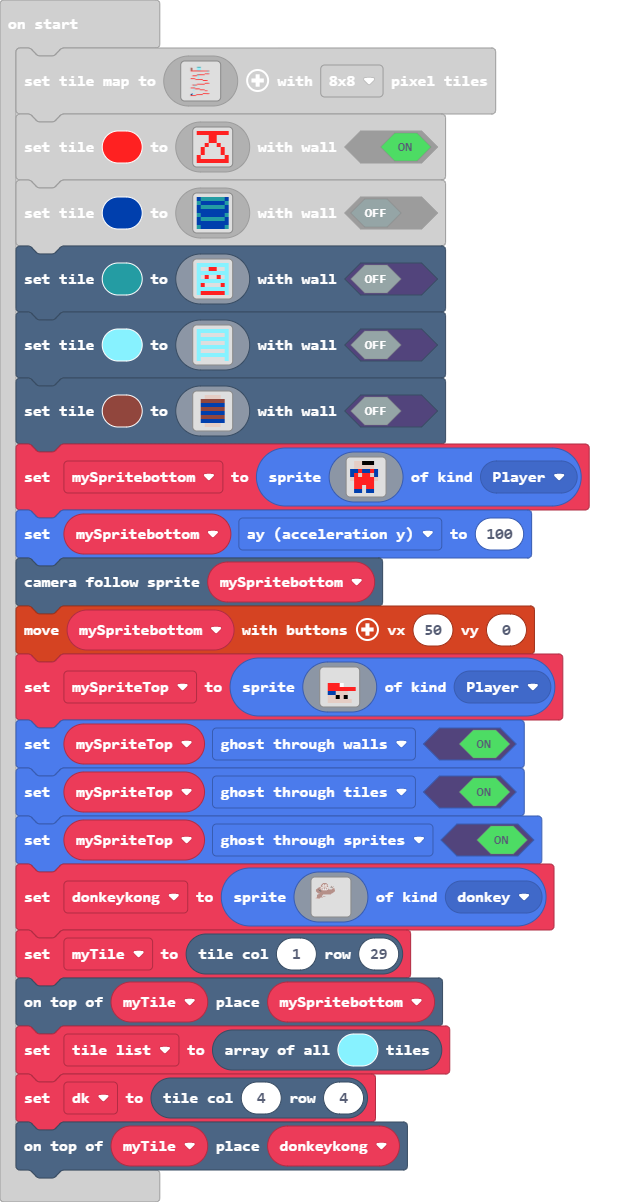 on start
set tile map to with 8x8 pixel tiles
set tile to with wall ON
set tile to with wall OFF
set tile to with wall OFF
set tile to with wall OFF
set tile to with wall OFF
set mySpritebottom to sprite of kind Player
set mySpritebottom ay (acceleration y) to 100
camera follow sprite mySpritebottom
move mySpritebottom with buttons vx 50 vy 0
set mySpriteTop to sprite of kind Player
set mySpriteTop ghost through walls ON
set mySpriteTop ghost through tiles ON
set mySpriteTop ghost through sprites ON
set donkeykong to sprite of kind donkey
set myTile to tile col 1 row 29
on top of myTile place mySpritebottom
set tile list to array of all tiles
set dk to tile col 4 row 4
on top of myTile place donkeykong